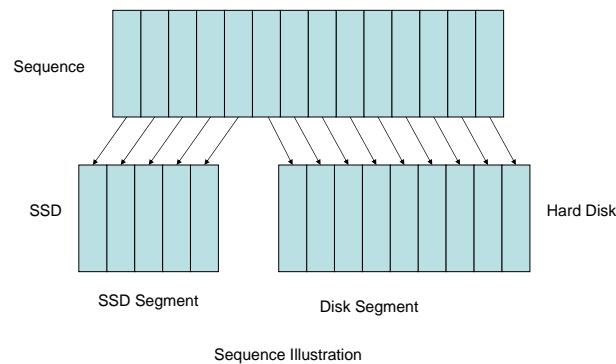 Sequence
SSD
Hard Disk
SSD Segment
Disk Segment
Sequence Illustration